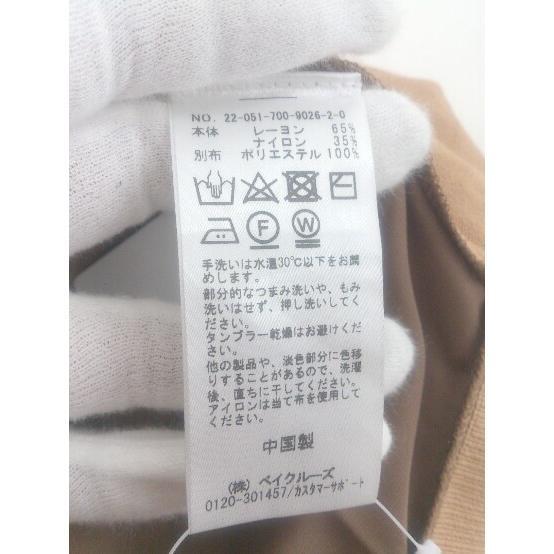 NO. 22-051-700-9026-2-0
本体 レーヨン 65%
ナイロン 35%
別布 ポリエステル 100%
F W
手洗いは水温30℃以下をお勧
めします。
部分的なつまみ洗いや、もみ
洗いはせず、押し洗いしてく
ださい。
タンブラー乾燥はお避けくだ
さい。
他の製品や、淡色部分に色移
りすることがあるので、洗濯
後、直ちに干してください。
アイロンは当て布を使用して
ください。
中国製
(株) ベイクルーズ
0120-301457/カスタマーサポート